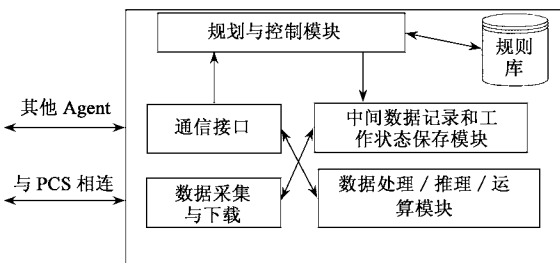 规划与控制模块
规则
库
其他 Agent
通信接口
中间数据记录和工
作状态保存模块
与 PCS 相连
数据采集
与下载
数据处理／推理／运
算模块